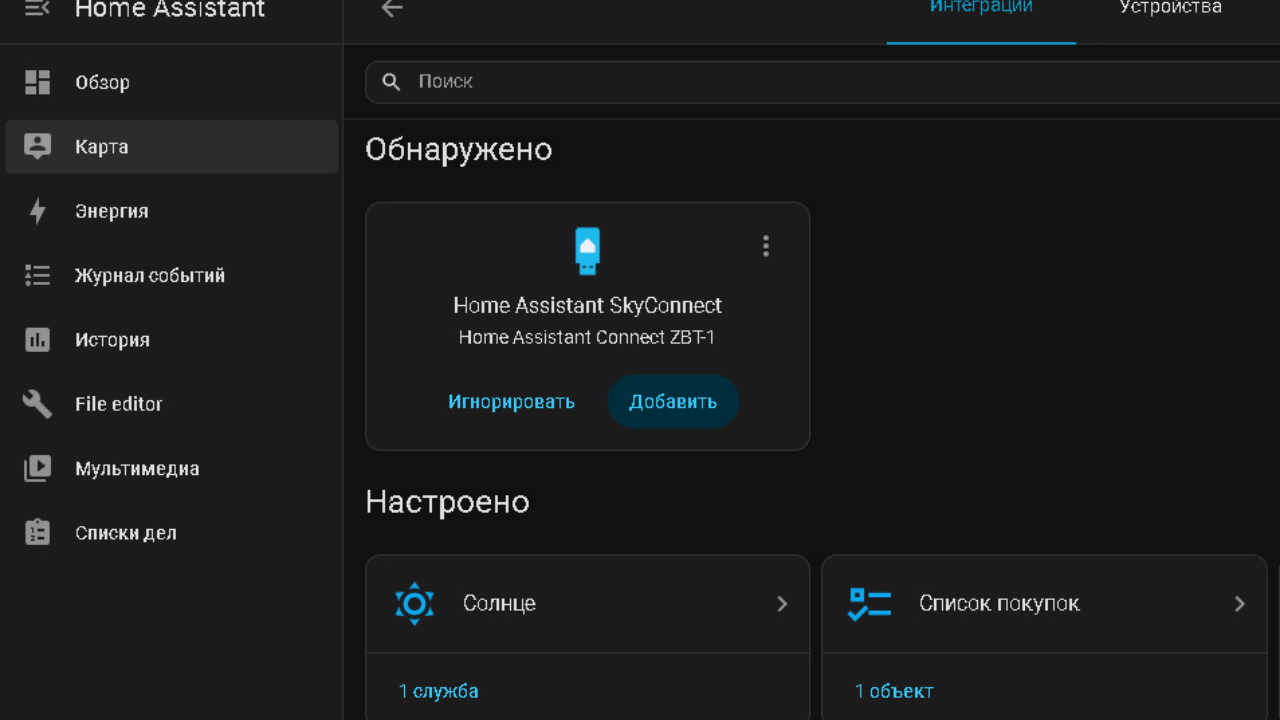 Home Assistant
Интеграции
Устройства
Обзор
Поиск
Карта
Обнаружено
Энергия
Журнал событий
Home Assistant SkyConnect
История
Home Assistant Connect ZBT-1
File editor
Игнорировать
Добавить
Мультимедиа
Настроено
Списки дел
Солнце
Список покупок
1 служба
1 объект